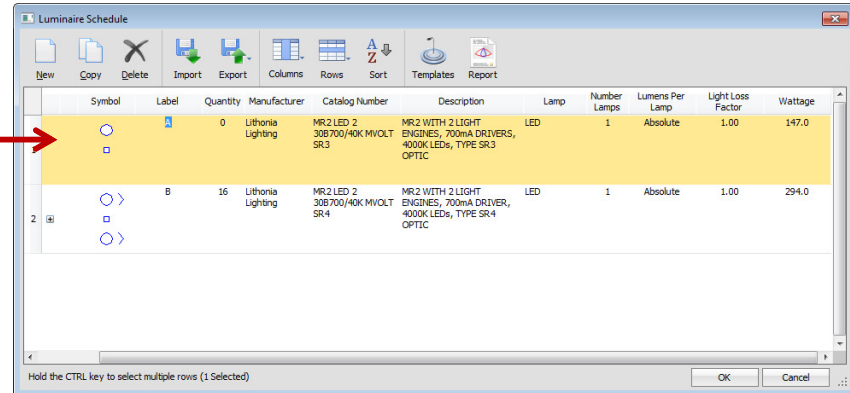 Luminaire Schedule
New Copy Delete Import Export Columns Rows Sort Templates Report
Symbol Label Quantity Manufacturer Catalog Number Description Lamp Number Lamps Lumens Per Lamp Light Loss Factor Wattage
1 A 0 Lithonia Lighting MR2 LED 2 30B700/40K MVOLT SR3 MR2 WITH 2 LIGHT ENGINES, 700mA DRIVERS, 4000K LEDs, TYPE SR3 OPTIC LED 1 Absolute 1.00 147.0
2 B 16 Lithonia Lighting MR2 LED 2 30B700/40K MVOLT SR4 MR2 WITH 2 LIGHT ENGINES, 700mA DRIVER, 4000K LEDs, TYPE SR4 OPTIC LED 1 Absolute 1.00 294.0
Hold the CTRL key to select multiple rows (1 Selected)
OK Cancel